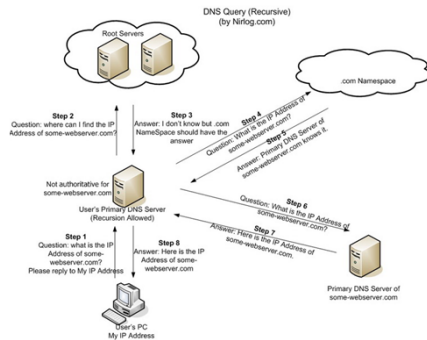 DNS Query (Recursive)
(by Nirlog.com)
Root Servers
.com Namespace
Step 2
Question: where can I find the IP
Address of some-webserver.com?
Step 3
Answer: I don't know but .com
NameSpace should have the
answer
Step 4
Question: What is the IP Address of
some-webserver.com?
Step 5
Answer: Primary DNS Server of
some-webserver.com knows it.
Not authoritative for
some-webserver.com
User's Primary DNS Server
(Recursion Allowed)
Step 6
Question: What is the IP Address of
some-webserver.com?
Step 7
Answer: Here is the IP Address of
some-webserver.com.
Step 1
Question: what is the IP
Address of some-
webserver.com?
Please reply to My IP Address
Step 8
Answer: Here is the IP
Address of some-
webserver.com
Primary DNS Server of
some-webserver.com
User's PC
My IP Address